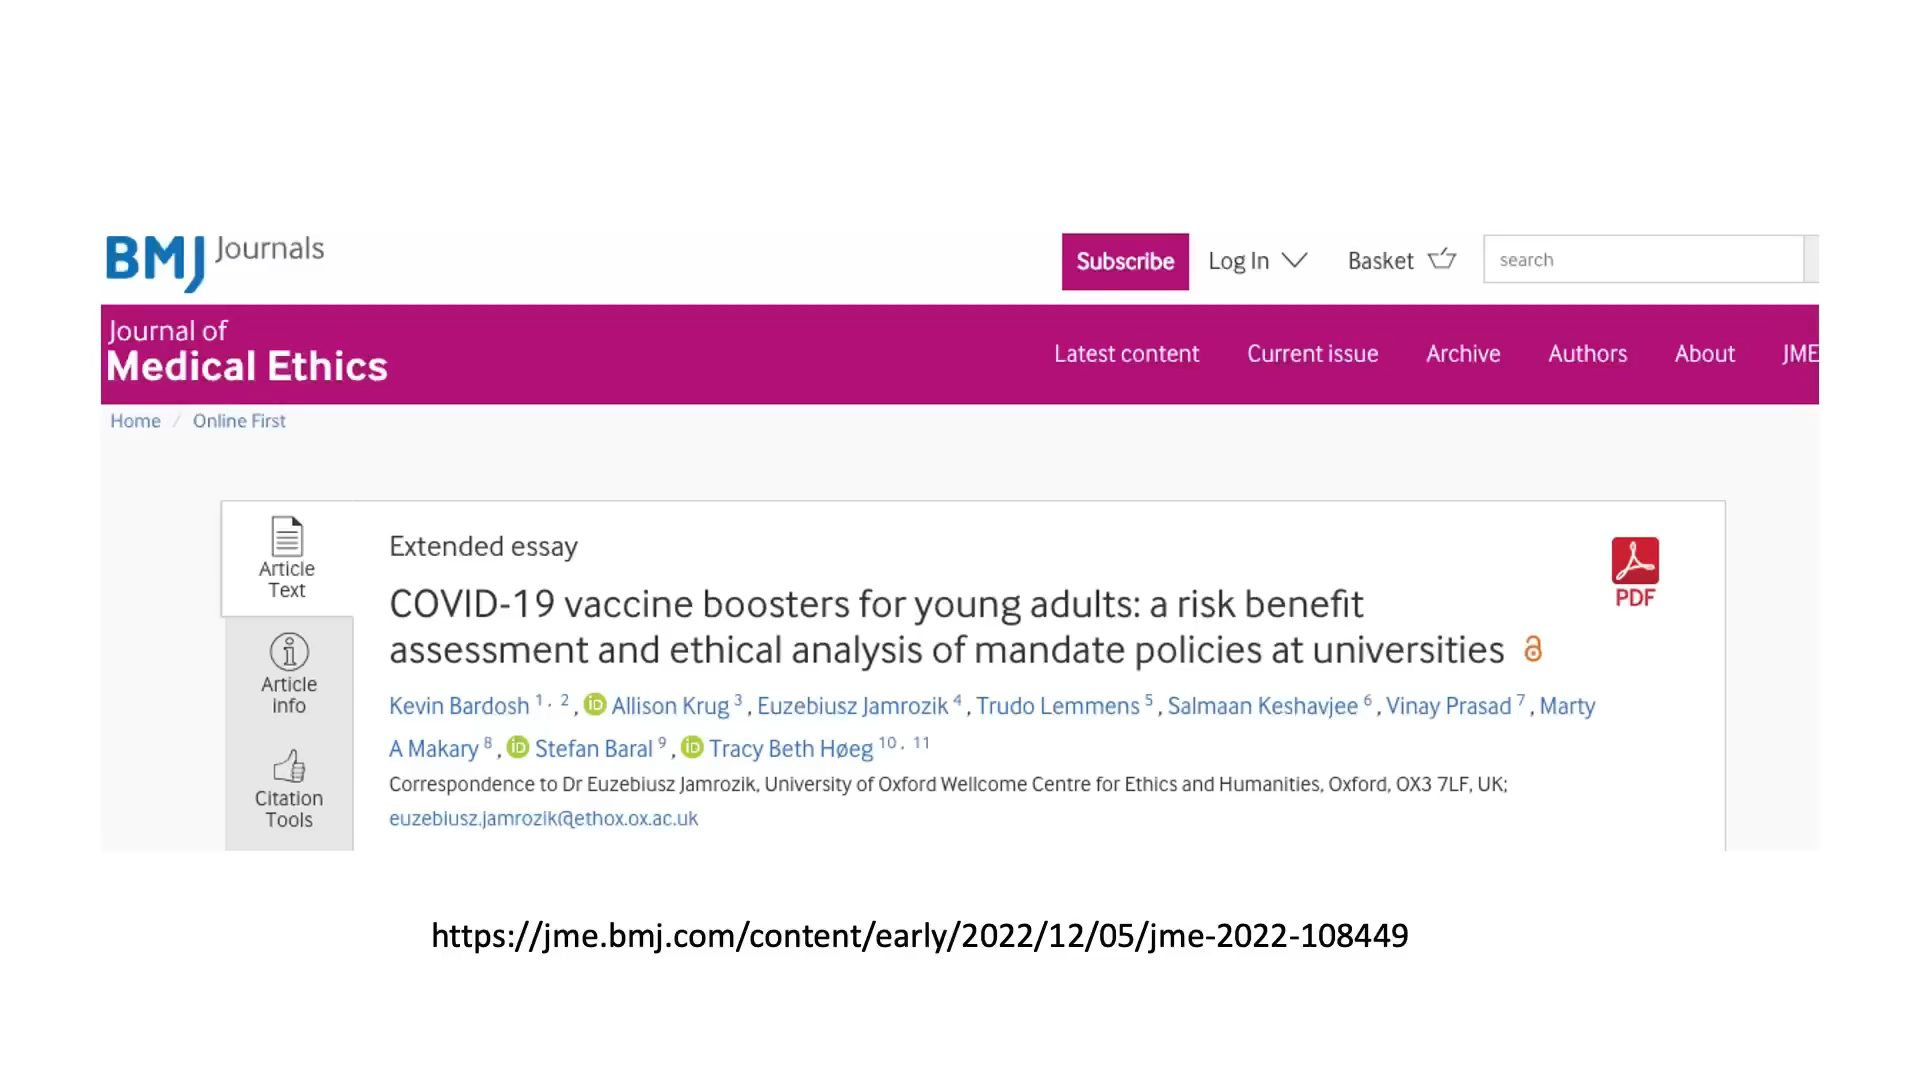 BMJ Journals
Subscribe Log In Basket search
Journal of
Medical Ethics
Latest content Current issue Archive Authors About JME
Home / Online First
Article
Text
Article
info
Citation
Tools
Extended essay
PDF
COVID-19 vaccine boosters for young adults: a risk benefit
assessment and ethical analysis of mandate policies at universities
Kevin Bardosh 1, 2, iD Allison Krug 3, Euzebiusz Jamrozik 4, Trudo Lemmens 5, Salmaan Keshavjee 6, Vinay Prasad 7, Marty
A Makary 8, iD Stefan Baral 9, iD Tracy Beth Høeg 10, 11
Correspondence to Dr Euzebiusz Jamrozik, University of Oxford Wellcome Centre for Ethics and Humanities, Oxford, OX3 7LF, UK;
euzebiusz.jamrozik@ethox.ox.ac.uk
https://jme.bmj.com/content/early/2022/12/05/jme-2022-108449